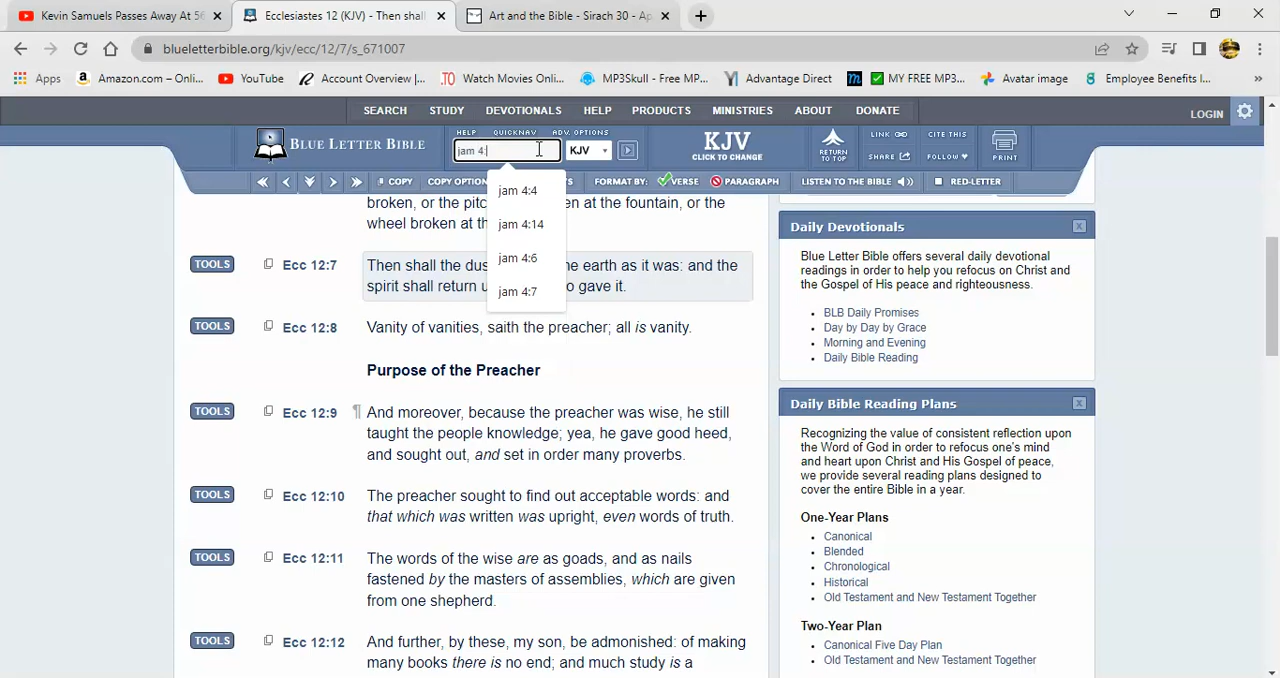 Kevin Samuels Passes Away At 56
Ecclesiastes 12 (KJV) - Then shall
Art and the Bible - Sirach 30 - Ap
blueletterbible.org/kjv/ecc/12/7/s_671007
Apps
Amazon.com – Onli...
YouTube
Account Overview |...
TO Watch Movies Onl...
MP3Skull - Free MP...
Advantage Direct
MY FREE MP3...
Avatar image
Employee Benefits I...
»
SEARCH STUDY DEVOTIONALS HELP PRODUCTS MINISTRIES ABOUT DONATE
LOGIN
BLUE LETTER BIBLE
HELP QUICKNAV ADV. OPTIONS
jam 4:
KJV
KJV
CLICK TO CHANGE
RETURN
TO TOP
LINK
SHARE
CITE THIS
FOLLOW
PRINT
COPY
COPY OPTION
S
FORMAT BY: VERSE PARAGRAPH
LISTEN TO THE BIBLE
RED-LETTER
jam 4:4
jam 4:14
jam 4:6
jam 4:7
broken, or the pitc
en at the fountain, or the
wheel broken at th
TOOLS
Ecc 12:7
Then shall the dus
he earth as it was: and the
spirit shall return u
o gave it.
TOOLS
Ecc 12:8
Vanity of vanities, saith the preacher; all is vanity.
Purpose of the Preacher
TOOLS
Ecc 12:9
¶ And moreover, because the preacher was wise, he still
taught the people knowledge; yea, he gave good heed,
and sought out, and set in order many proverbs.
TOOLS
Ecc 12:10
The preacher sought to find out acceptable words: and
that which was written was upright, even words of truth.
TOOLS
Ecc 12:11
The words of the wise are as goads, and as nails
fastened by the masters of assemblies, which are given
from one shepherd.
TOOLS
Ecc 12:12
And further, by these, my son, be admonished: of making
many books there is no end; and much study is a
Daily Devotionals
Blue Letter Bible offers several daily devotional
readings in order to help you refocus on Christ and
the Gospel of His peace and righteousness.
BLB Daily Promises
Day by Day by Grace
Morning and Evening
Daily Bible Reading
Daily Bible Reading Plans
Recognizing the value of consistent reflection upon
the Word of God in order to refocus one's mind
and heart upon Christ and His Gospel of peace,
we provide several reading plans designed to
cover the entire Bible in a year.
One-Year Plans
Canonical
Blended
Chronological
Historical
Old Testament and New Testament Together
Two-Year Plan
Canonical Five Day Plan
Old Testament and New Testament Together